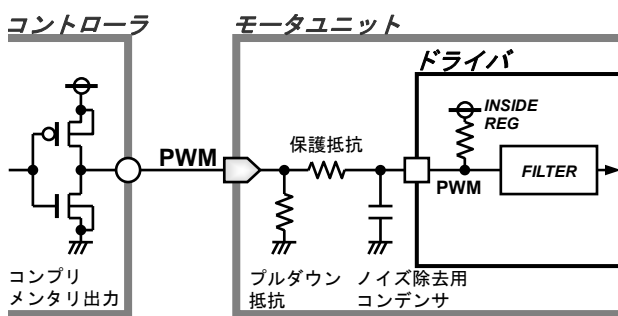 コントローラ
モータユニット
ドライバ
INSIDE
REG
保護抵抗
PWM
PWM
FILTER
コンプリ
メンタリ出力
プルダウン
抵抗
ノイズ除去用
コンデンサ